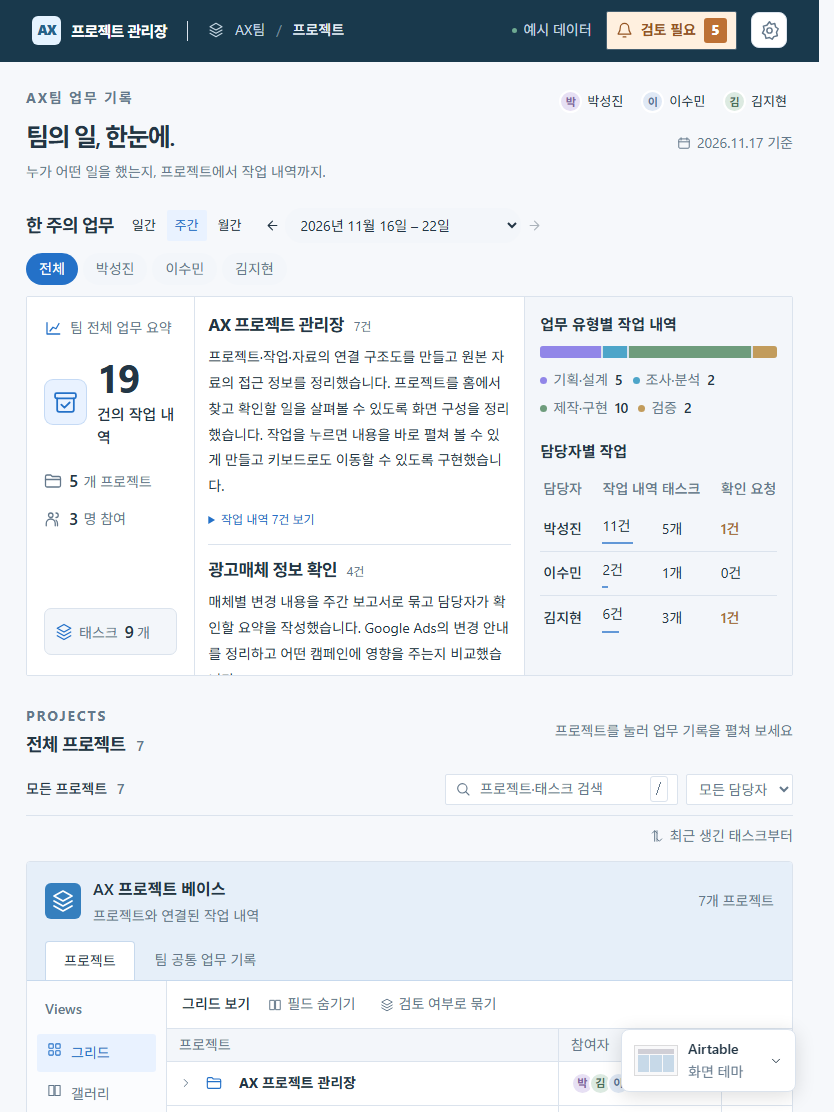 AX 프로젝트 관리장 AX팀 / 프로젝트 예시 데이터 검토 필요 5
AX팀 업무 기록
박 박성진 이 이수민 김 김지현
팀의 일, 한눈에.
2026.11.17 기준
누가 어떤 일을 했는지, 프로젝트에서 작업 내역까지.
한 주의 업무 일간 주간 월간 ← 2026년 11월 16일 – 22일 →
전체 박성진 이수민 김지현
팀 전체 업무 요약
19
건의 작업 내
역
5 개 프로젝트
3 명 참여
태스크 9 개
AX 프로젝트 관리장 7건
프로젝트·작업·자료의 연결 구조도를 만들고 원본 자
료의 접근 정보를 정리했습니다. 프로젝트를 홈에서
찾고 확인할 일을 살펴볼 수 있도록 화면 구성을 정리
했습니다. 작업을 누르면 내용을 바로 펼쳐 볼 수 있
게 만들고 키보드로도 이동할 수 있도록 구현했습니
다.
▶ 작업 내역 7건 보기
광고매체 정보 확인 4건
매체별 변경 내용을 주간 보고서로 묶고 담당자가 확
인할 요약을 작성했습니다. Google Ads의 변경 안내
를 정리하고 어떤 캠페인에 영향을 주는지 비교했습
업무 유형별 작업 내역
기획·설계 5 조사·분석 2
제작·구현 10 검증 2
담당자별 작업
담당자 작업 내역 태스크 확인 요청
박성진 11건 5개 1건
이수민 2건 1개 0건
김지현 6건 3개 1건
PROJECTS
전체 프로젝트 7
프로젝트를 눌러 업무 기록을 펼쳐 보세요
모든 프로젝트 7
프로젝트·태스크 검색 /
모든 담당자
최근 생긴 태스크부터
AX 프로젝트 베이스
프로젝트와 연결된 작업 내역
7개 프로젝트
프로젝트 팀 공통 업무 기록
Views
그리드
갤러리
그리드 보기 필드 숨기기 검토 여부로 묶기
프로젝트 참여자
AX 프로젝트 관리장 박 김
Airtable
화면 테마